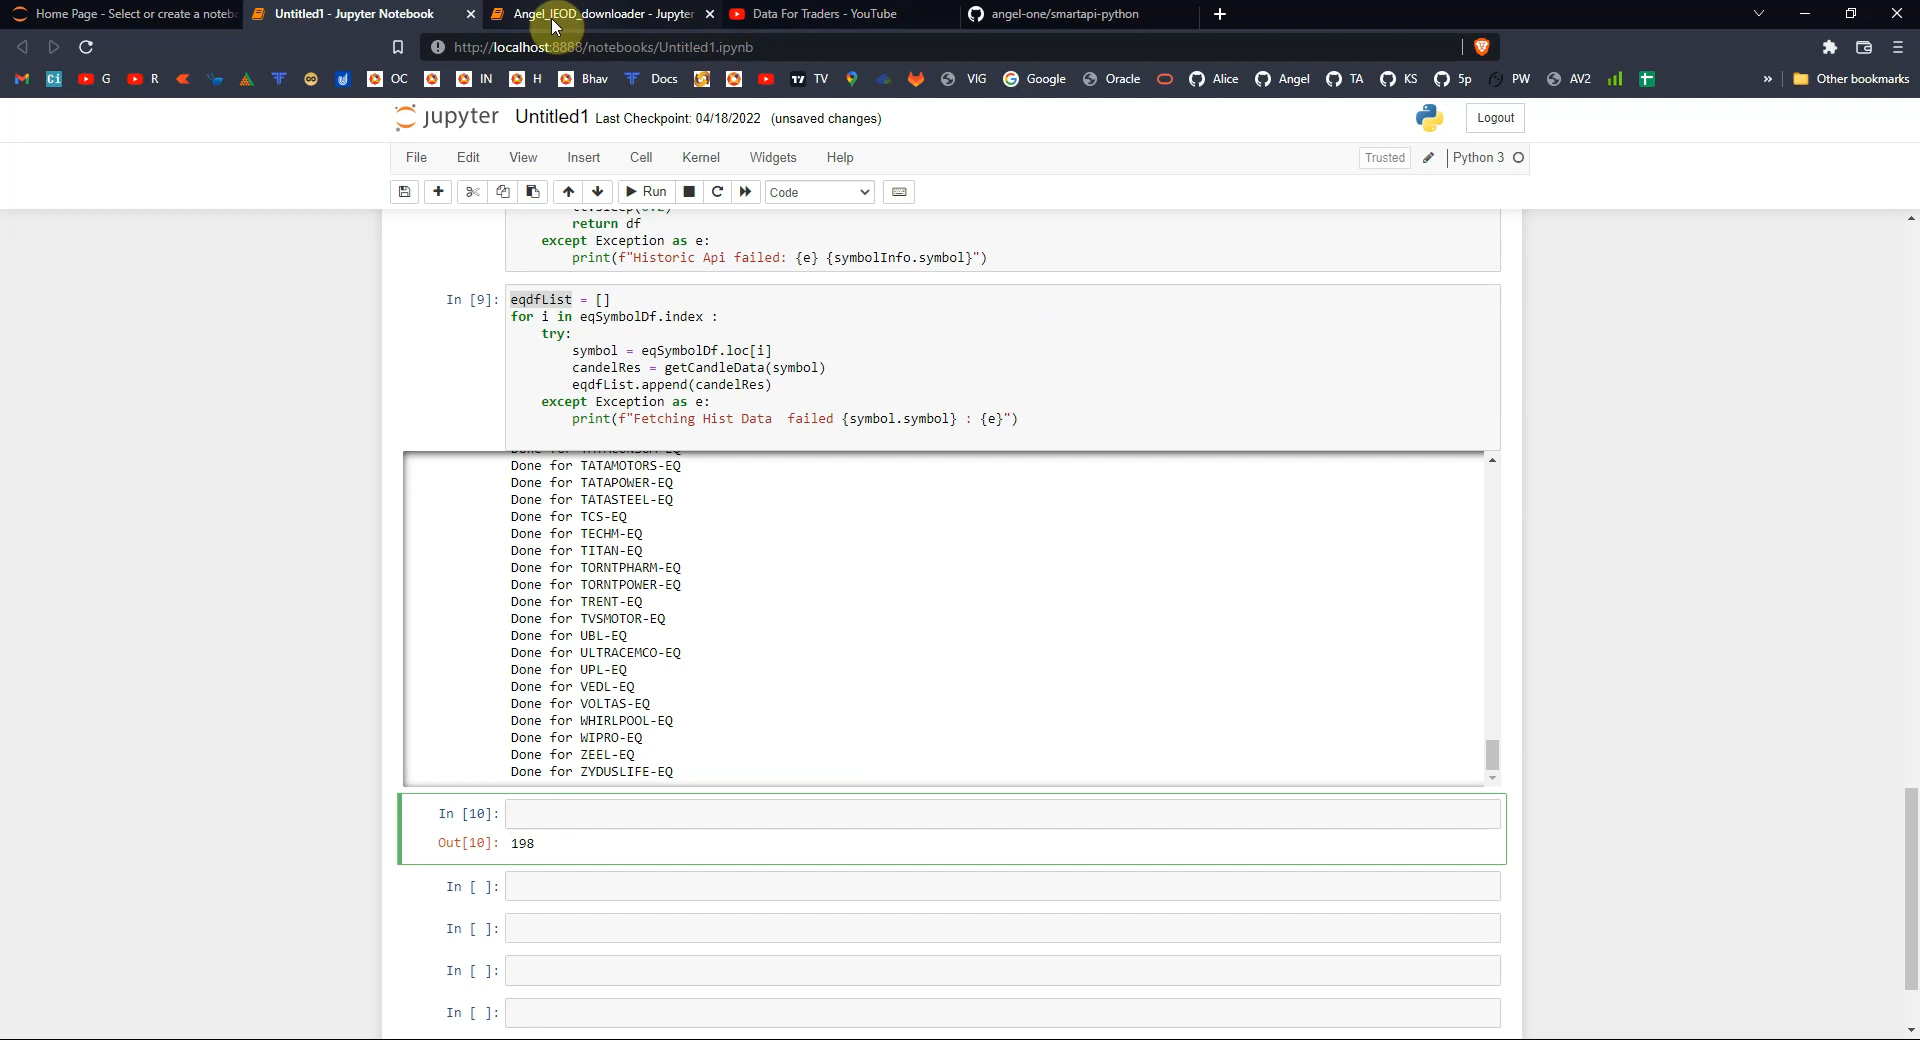 Home Page - Select or create a noteb
Untitled1 - Jupyter Notebook
Angel_IEOD_downloader - Jupyter
Data For Traders - YouTube
angel-one/smartapi-python
http://localhost:8888/notebooks/Untitled1.ipynb
Ci G R OC IN H Bhav Docs TV VIG Google Oracle Alice Angel TA KS 5p PW AV2 » Other bookmarks
jupyter Untitled1 Last Checkpoint: 04/18/2022 (unsaved changes)
Logout
File Edit View Insert Cell Kernel Widgets Help
Trusted Python 3
Run Code
return df
except Exception as e:
print(f"Historic Api failed: {e} {symbolInfo.symbol}")
In [9]: eqdfList = []
for i in eqSymbolDf.index :
try:
symbol = eqSymbolDf.loc[i]
candelRes = getCandleData(symbol)
eqdfList.append(candelRes)
except Exception as e:
print(f"Fetching Hist Data  failed {symbol.symbol} : {e}")
Done for TATAMOTORS-EQ
Done for TATAPOWER-EQ
Done for TATASTEEL-EQ
Done for TCS-EQ
Done for TECHM-EQ
Done for TITAN-EQ
Done for TORNTPHARM-EQ
Done for TORNTPOWER-EQ
Done for TRENT-EQ
Done for TVSMOTOR-EQ
Done for UBL-EQ
Done for ULTRACEMCO-EQ
Done for UPL-EQ
Done for VEDL-EQ
Done for VOLTAS-EQ
Done for WHIRLPOOL-EQ
Done for WIPRO-EQ
Done for ZEEL-EQ
Done for ZYDUSLIFE-EQ
In [10]:
Out[10]: 198
In [ ]:
In [ ]:
In [ ]:
In [ ]: